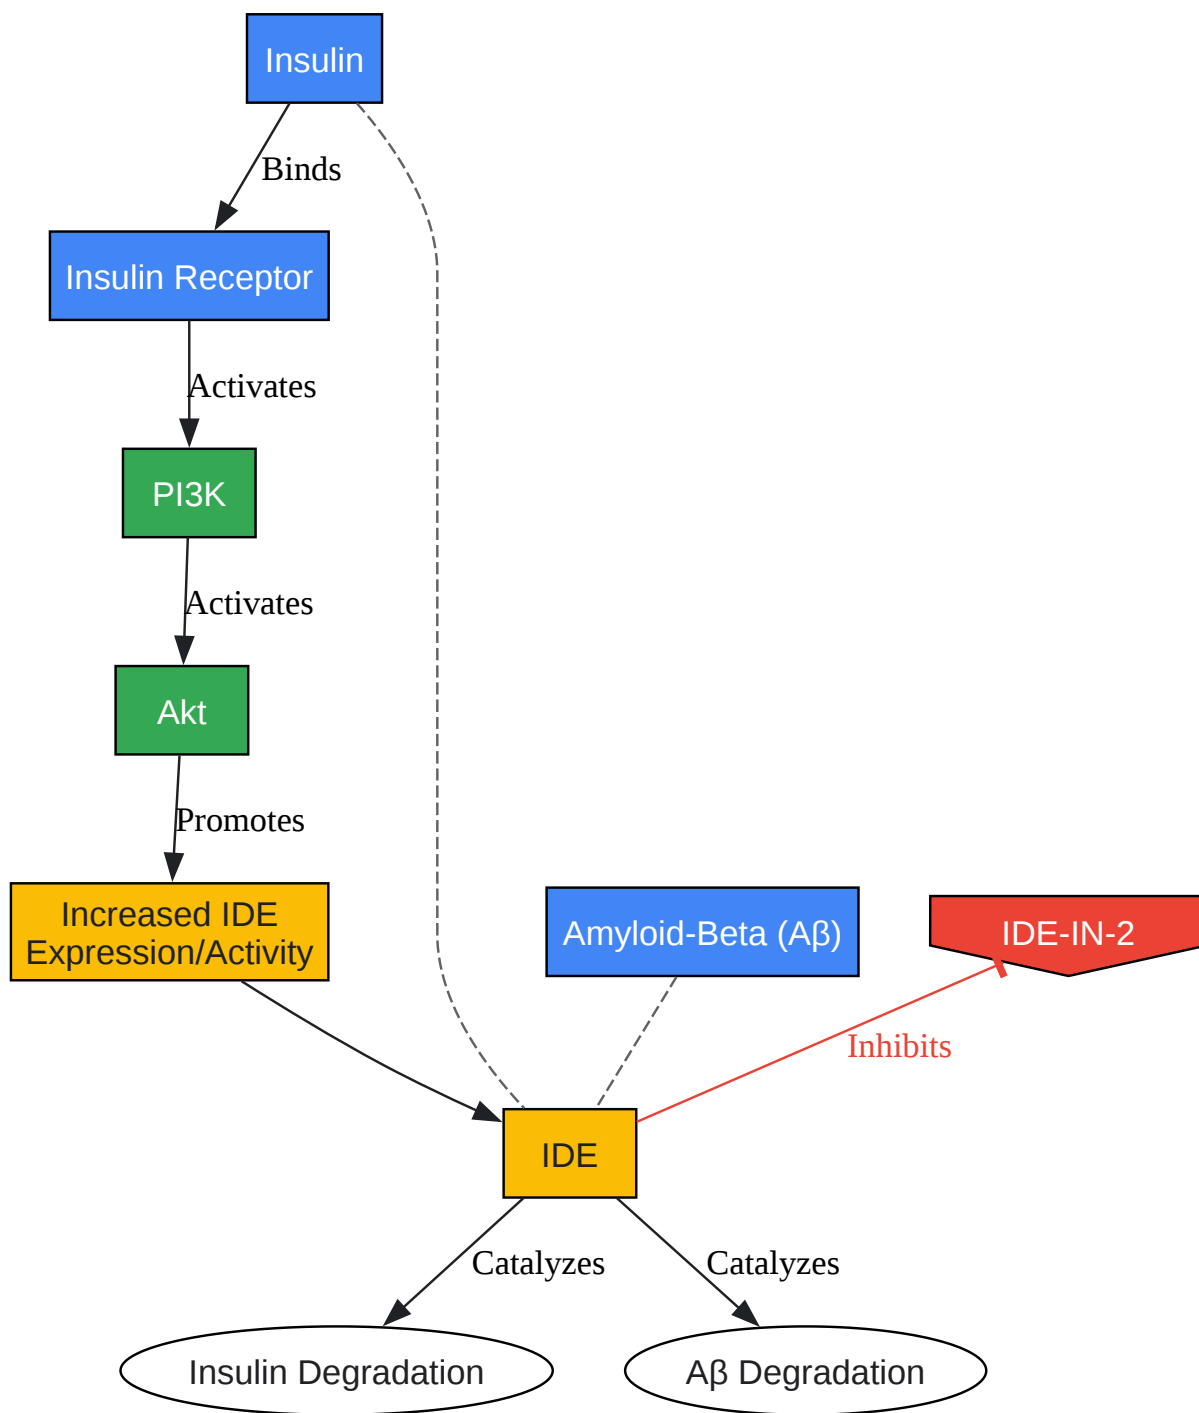 Insulin
Binds
Insulin Receptor
Activates
PI3K
Activates
Akt
Promotes
Increased IDE
Expression/Activity
Amyloid-Beta (Aβ)
IDE-IN-2
Inhibits
IDE
Catalyzes
Catalyzes
Insulin Degradation
Aβ Degradation